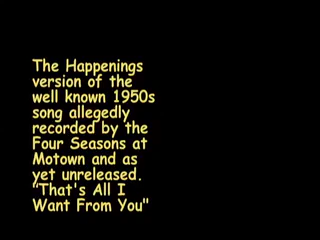 The Happenings
version of the
well known 1950s
song allegedly
recorded by the
Four Seasons at
Motown and as
yet unreleased.
"That's All I
Want From You"